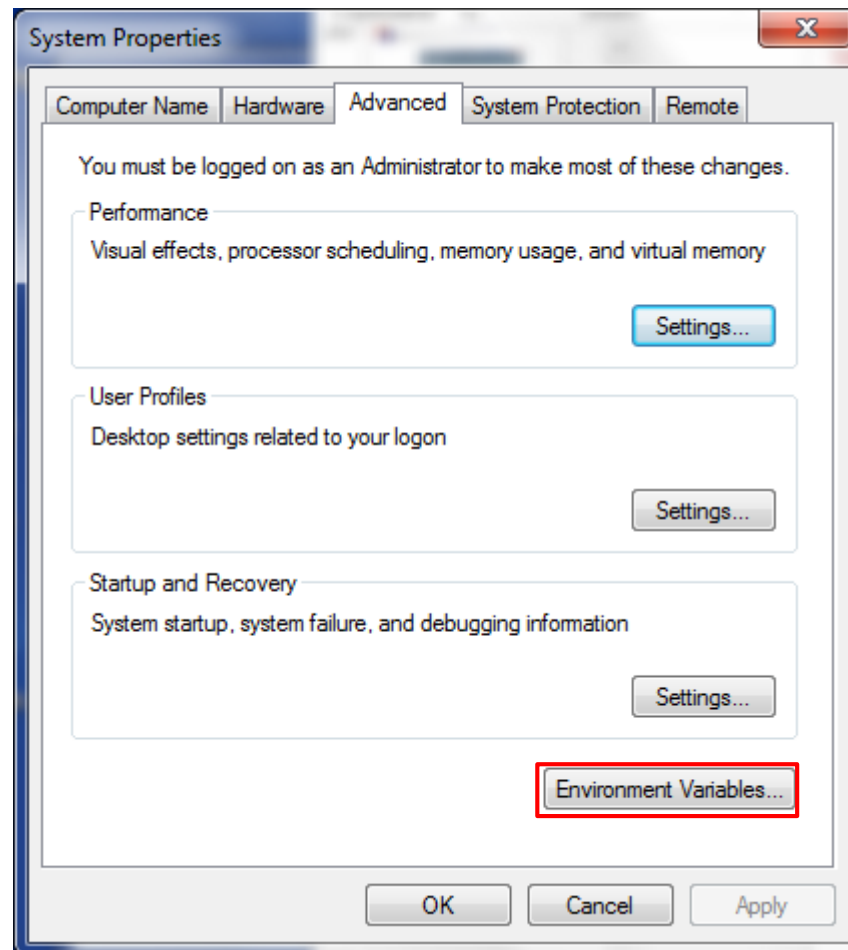 System Properties
Computer Name Hardware Advanced System Protection Remote
You must be logged on as an Administrator to make most of these changes.
Performance
Visual effects, processor scheduling, memory usage, and virtual memory
Settings...
User Profiles
Desktop settings related to your logon
Settings...
Startup and Recovery
System startup, system failure, and debugging information
Settings...
Environment Variables...
OK Cancel Apply